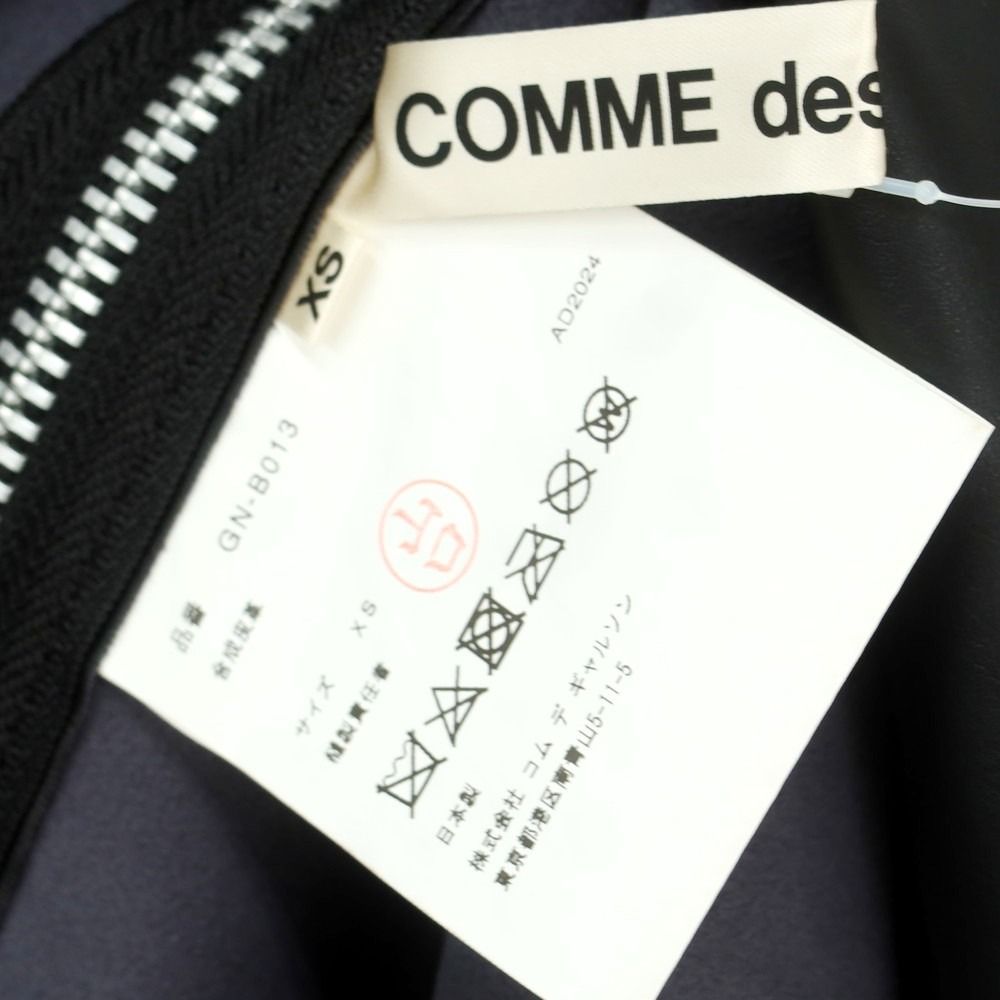 COMME des
XS
AD2024
品番 GN-B013
合成皮革
サイズ XS
縫製責任者
日本製
株式会社 コム デ ギャルソン
東京都港区南青山5-11-5